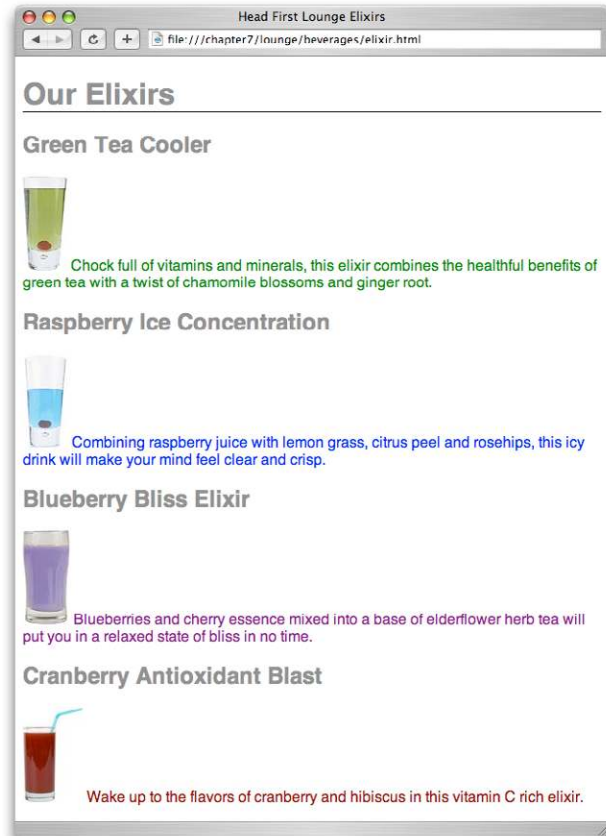 Head First Lounge Elixirs
file:///chapter7/lounge/beverages/elixir.html
Our Elixirs
Green Tea Cooler
Chock full of vitamins and minerals, this elixir combines the healthful benefits of
green tea with a twist of chamomile blossoms and ginger root.
Raspberry Ice Concentration
Combining raspberry juice with lemon grass, citrus peel and rosehips, this icy
drink will make your mind feel clear and crisp.
Blueberry Bliss Elixir
Blueberries and cherry essence mixed into a base of elderflower herb tea will
put you in a relaxed state of bliss in no time.
Cranberry Antioxidant Blast
Wake up to the flavors of cranberry and hibiscus in this vitamin C rich elixir.